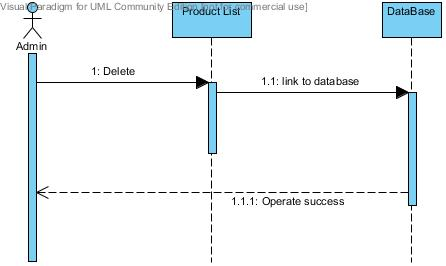 Visual Paradigm for UML Community Edition [not for commercial use]
Product List
DataBase
Admin
1: Delete
1.1: link to database
1.1.1: Operate success